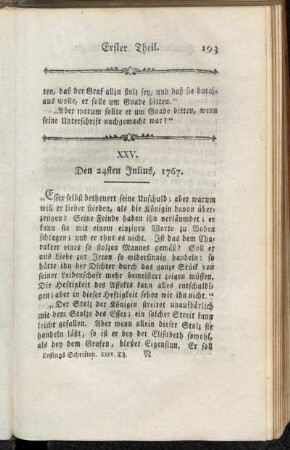 Erster Theil. 193
ten, daß der Graf allzu stolz sey, und daß sie durch-
aus wolle, er solle um Gnade bitten.“
„Aber warum sollte er um Gnade bitten, wenn
seine Unterschrift nachgemacht war?“
XXV.
Den 24sten Julius, 1767.
„Essex selbst betheuert seine Unschuld; aber warum
will er lieber sterben, als die Königin davon über-
zeugen? Seine Feinde haben ihn verläumdet; er
kann sie mit einem einzigen Worte zu Boden
schlagen; und er thut es nicht. Ist das dem Cha-
rakter eines so stolzen Mannes gemäß? Soll er
aus Liebe zur Irton so widersinnig handeln: so
hätte ihn der Dichter durch das ganze Stück von
seiner Leidenschaft mehr bemeistert zeigen müssen.
Die Heftigkeit des Affekts kann alles entschuldi-
gen; aber in dieser Heftigkeit sehen wir ihn nicht.“
„Der Stolz der Königin streitet unaufhörlich
mit dem Stolze des Essex; ein solcher Streit kann
leicht gefallen. Aber wenn allein dieser Stolz sie
handeln läßt, so ist er bey der Elisabeth sowohl,
als bey dem Grafen, bloßer Eigensinn. Er soll
Lessings Schriften. XXIV. Th. N